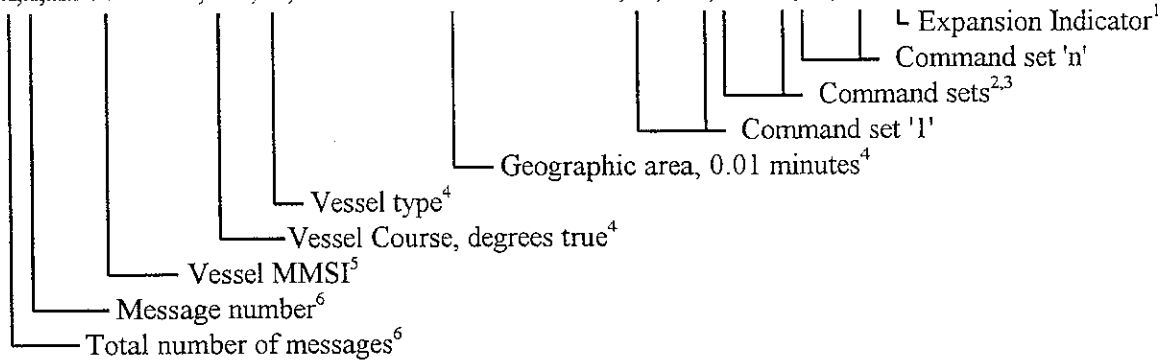 Expansion Indicator¹
Command set 'n'
Command sets²,³
Command set '1'
Geographic area, 0.01 minutes⁴
Vessel type⁴
Vessel Course, degrees true⁴
Vessel MMSI⁵
Message number⁶
Total number of messages⁶